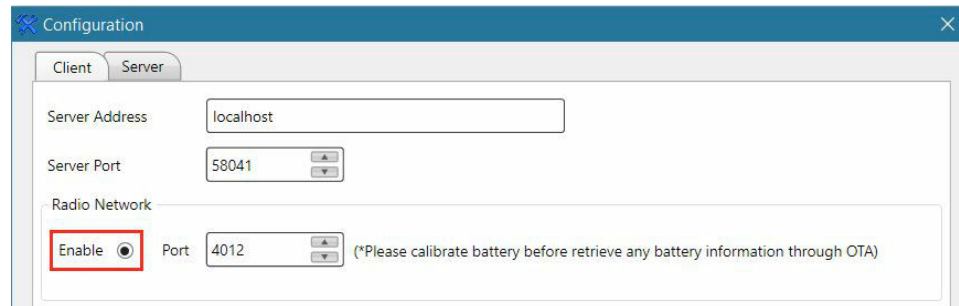 Configuration
Client Server
Server Address localhost
Server Port 58041
Radio Network
Enable Port 4012 (*Please calibrate battery before retrieve any battery information through OTA)